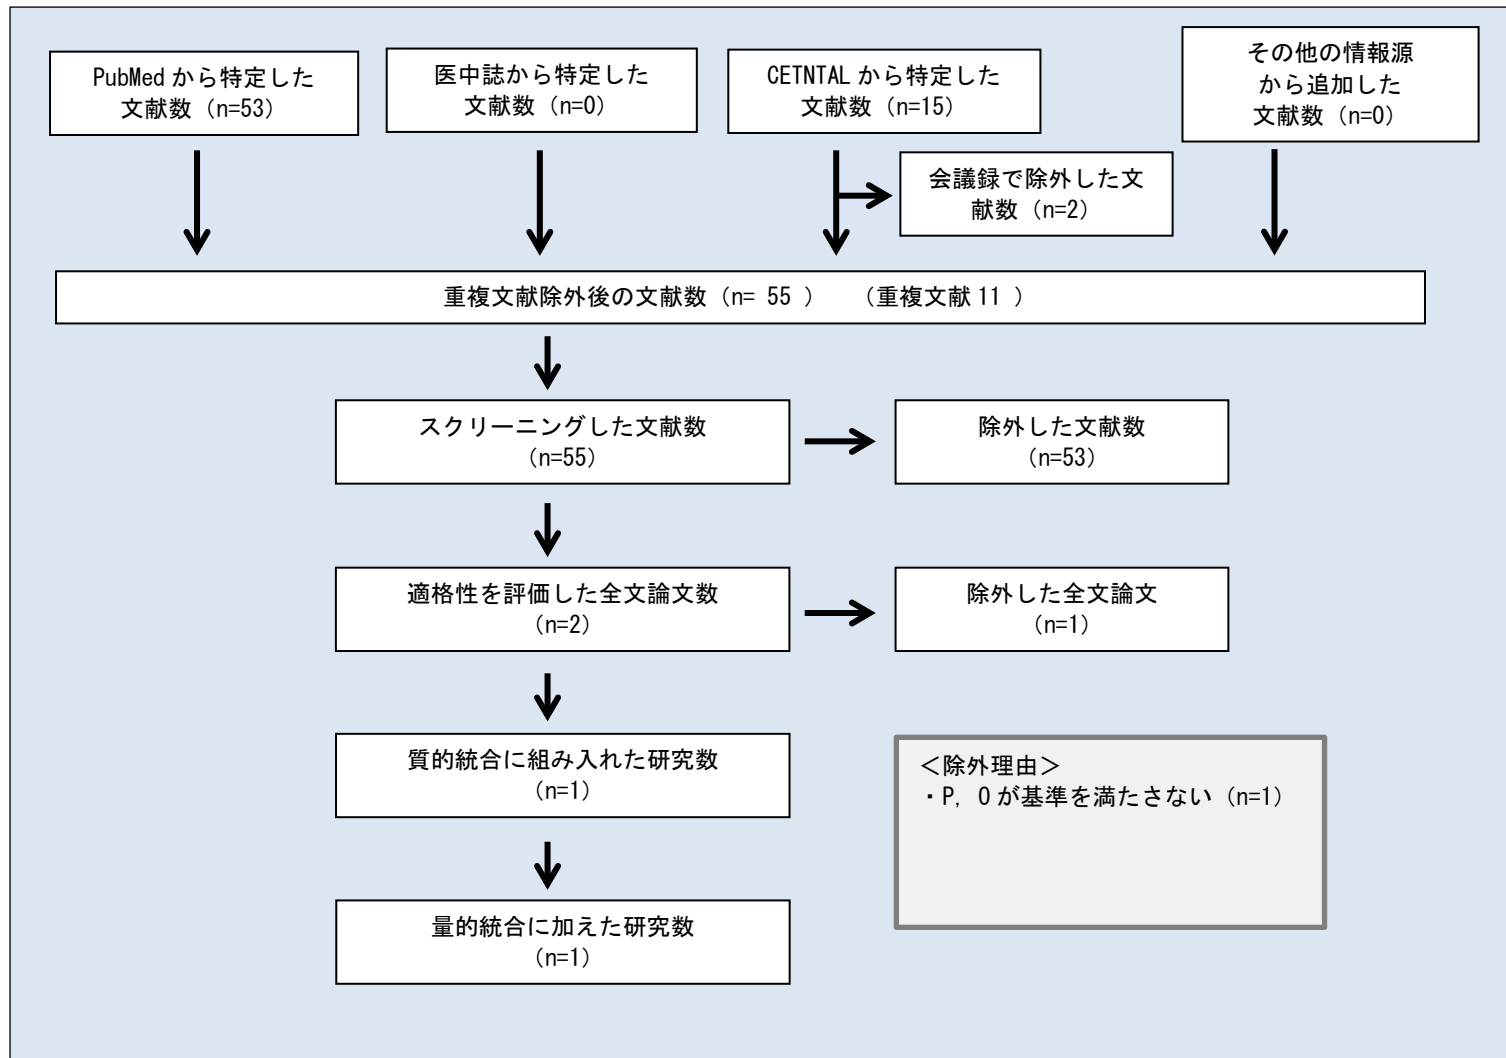 PubMed から特定した
文献数（n=53）
医中誌から特定した
文献数（n=0）
CETNTAL から特定した
文献数（n=15）
その他の情報源
から追加した
文献数（n=0）
会議録で除外した文
献数（n=2）
重複文献除外後の文献数（n= 55 ）　（重複文献 11 ）
スクリーニングした文献数
（n=55）
除外した文献数
（n=53）
適格性を評価した全文論文数
（n=2）
除外した全文論文
（n=1）
質的統合に組み入れた研究数
（n=1）
＜除外理由＞
・P, O が基準を満たさない（n=1）
量的統合に加えた研究数
（n=1）